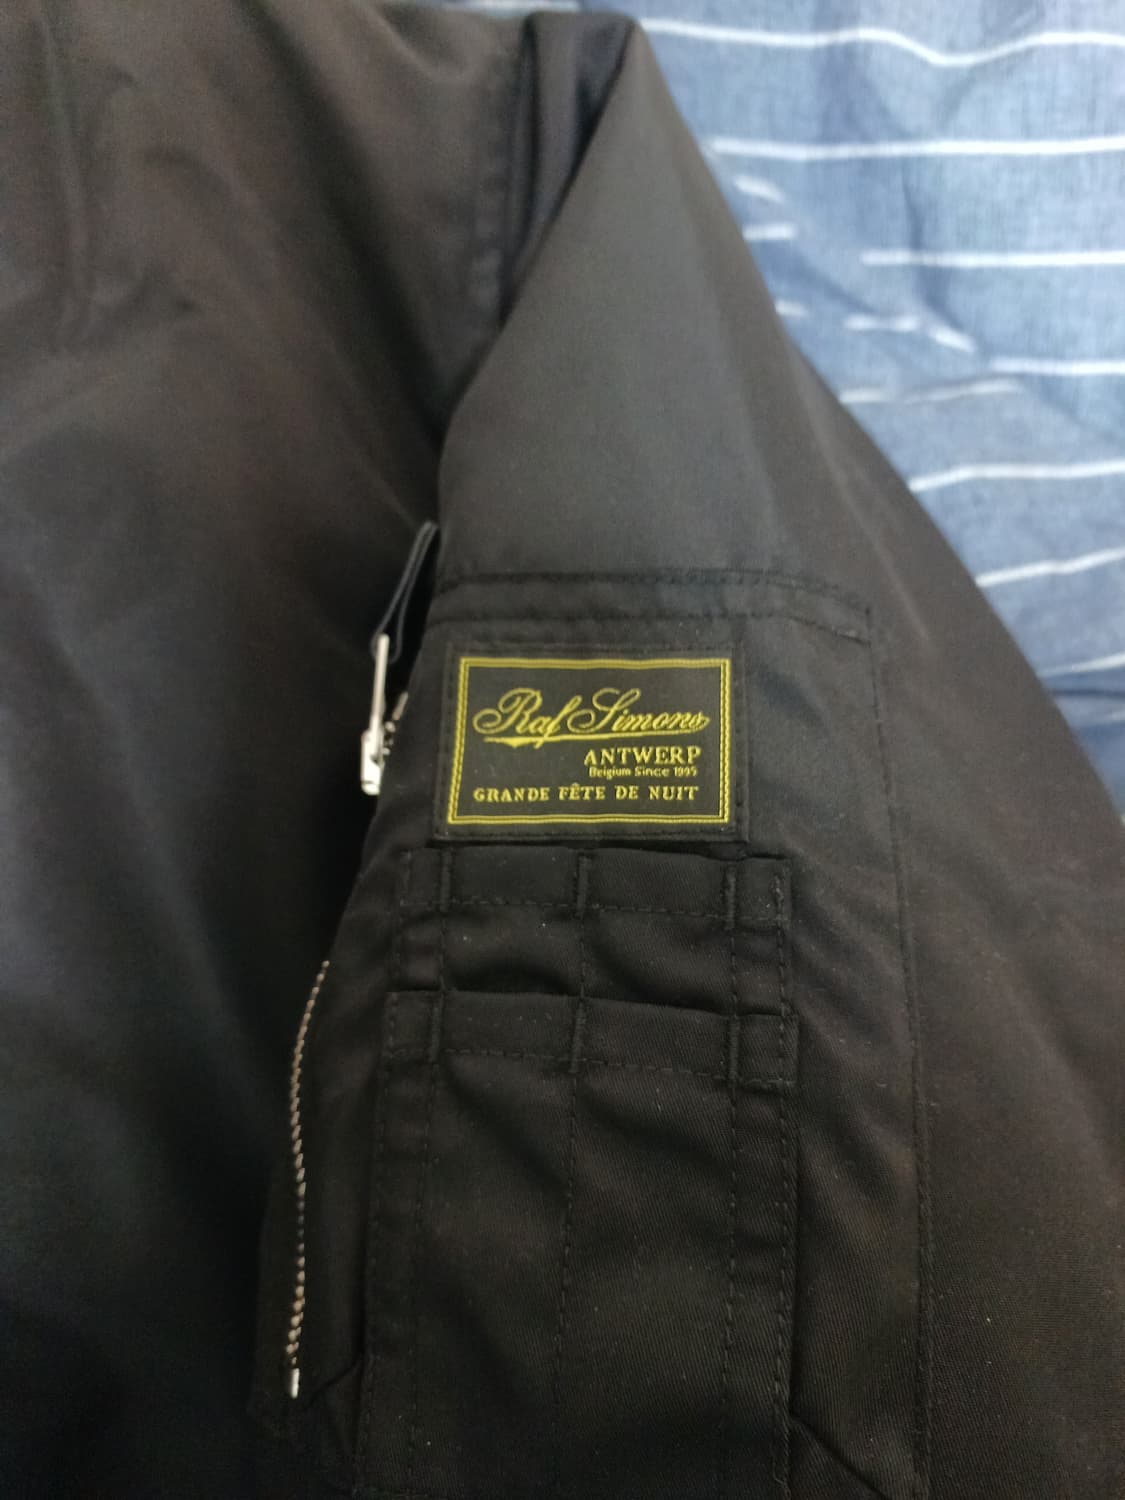 Raf Simons
ANTWERP
Belgium Since 1995
GRANDE FÊTE DE NUIT